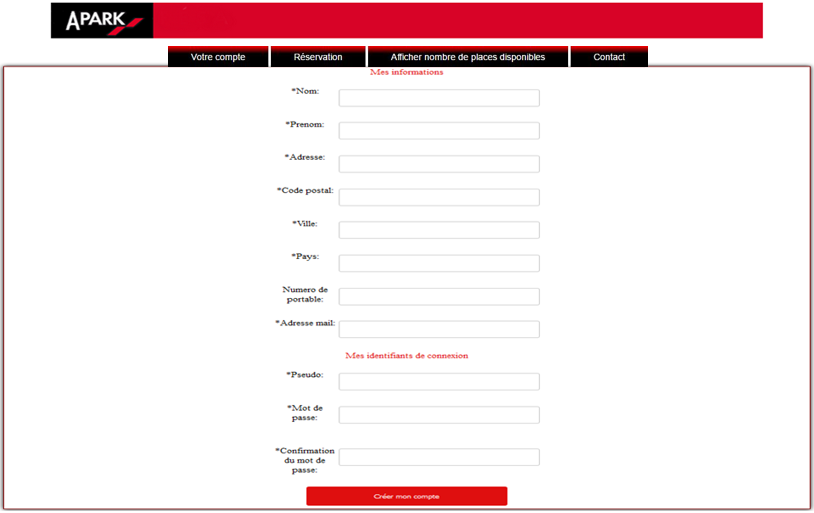 APARK
Votre compte
Réservation
Afficher nombre de places disponibles
Contact
Mes informations
*Nom:
*Prenom:
*Adresse:
*Code postal:
*Ville:
*Pays:
Numero de
portable:
*Adresse mail:
Mes identifiants de connexion
*Pseudo:
*Mot de
passe:
*Confirmation
du mot de
passe:
Créer mon compte